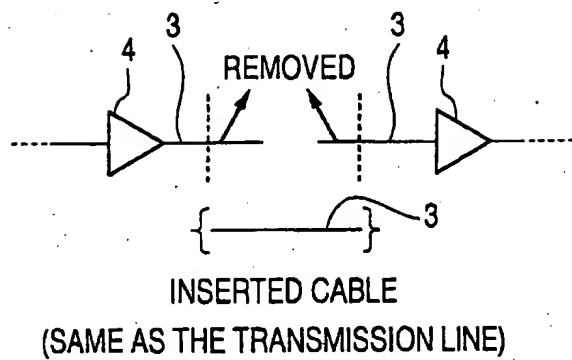 4 3 REMOVED 3 4
3
INSERTED CABLE
(SAME AS THE TRANSMISSION LINE)